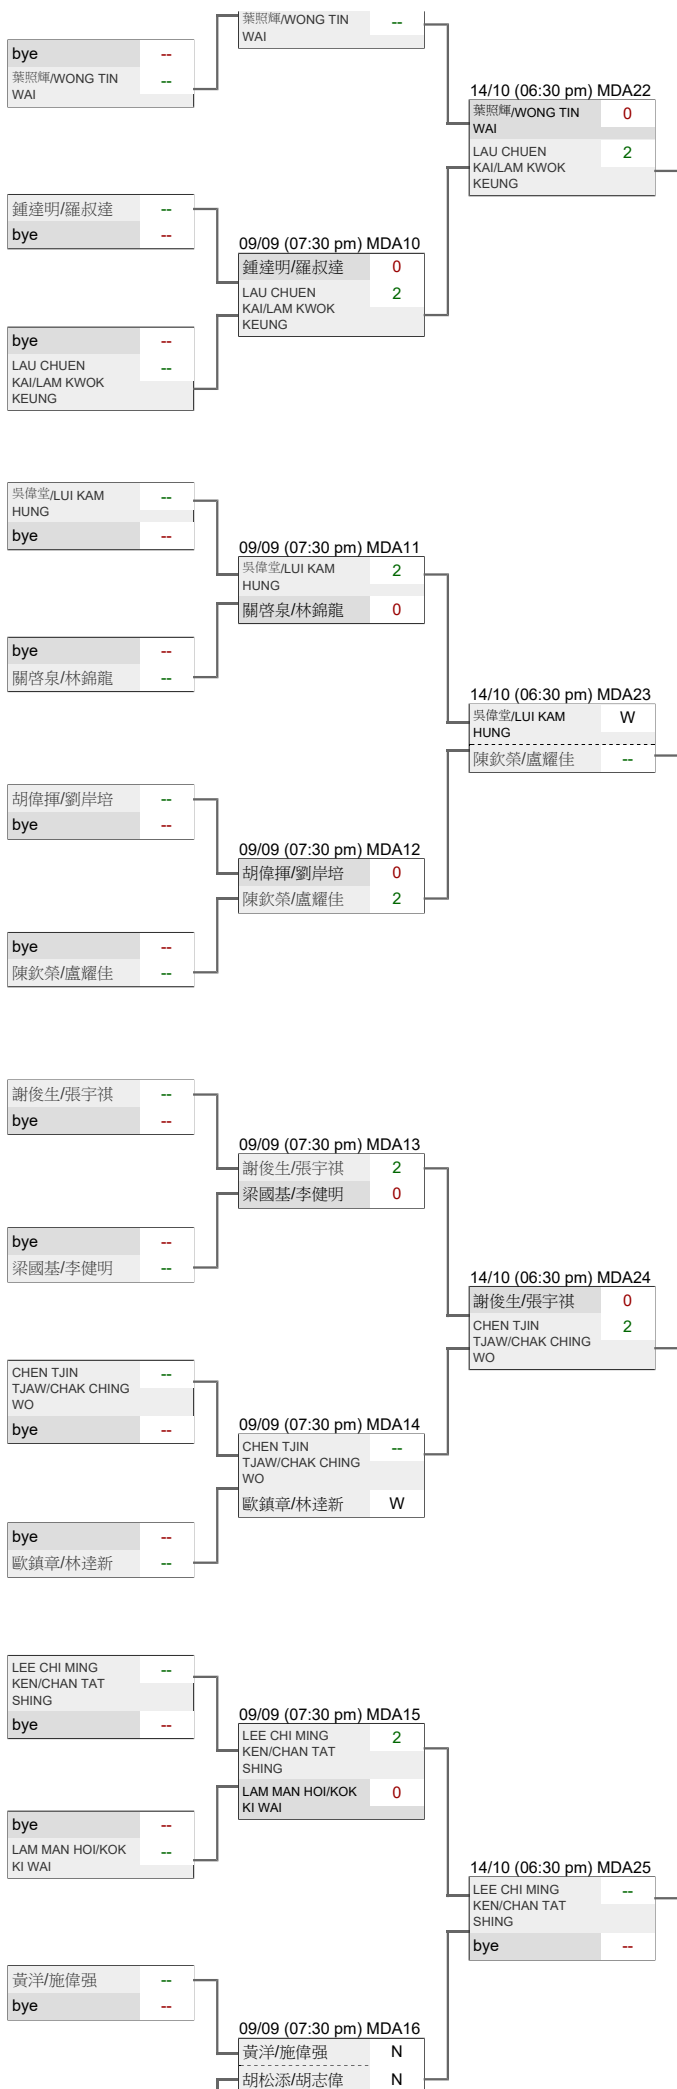 葉照輝/WONG TIN --
WAI
bye --
葉照輝/WONG TIN --
WAI
14/10 (06:30 pm) MDA22
葉照輝/WONG TIN 0
WAI
LAU CHUEN 2
KAI/LAM KWOK
KEUNG
鍾達明/羅叔達 --
bye --
09/09 (07:30 pm) MDA10
鍾達明/羅叔達 0
LAU CHUEN 2
KAI/LAM KWOK
KEUNG
bye --
LAU CHUEN --
KAI/LAM KWOK
KEUNG
吳偉堂/LUI KAM --
HUNG
bye --
09/09 (07:30 pm) MDA11
吳偉堂/LUI KAM 2
HUNG
關啓泉/林錦龍 0
bye --
關啓泉/林錦龍 --
14/10 (06:30 pm) MDA23
吳偉堂/LUI KAM W
HUNG
陳欽榮/盧耀佳 --
胡偉揮/劉岸培 --
bye --
09/09 (07:30 pm) MDA12
胡偉揮/劉岸培 0
陳欽榮/盧耀佳 2
bye --
陳欽榮/盧耀佳 --
謝俊生/張宇祺 --
bye --
09/09 (07:30 pm) MDA13
謝俊生/張宇祺 2
梁國基/李健明 0
bye --
梁國基/李健明 --
14/10 (06:30 pm) MDA24
謝俊生/張宇祺 0
CHEN TJIN 2
TJAW/CHAK CHING
WO
CHEN TJIN --
TJAW/CHAK CHING
WO
bye --
09/09 (07:30 pm) MDA14
CHEN TJIN --
TJAW/CHAK CHING
WO
歐鎮章/林達新 W
bye --
歐鎮章/林達新 --
LEE CHI MING --
KEN/CHAN TAT
SHING
bye --
09/09 (07:30 pm) MDA15
LEE CHI MING 2
KEN/CHAN TAT
SHING
LAM MAN HOI/KOK 0
KI WAI
bye --
LAM MAN HOI/KOK --
KI WAI
14/10 (06:30 pm) MDA25
LEE CHI MING --
KEN/CHAN TAT
SHING
bye --
黃洋/施偉强 --
bye --
09/09 (07:30 pm) MDA16
黃洋/施偉强 N
胡松添/胡志偉 N